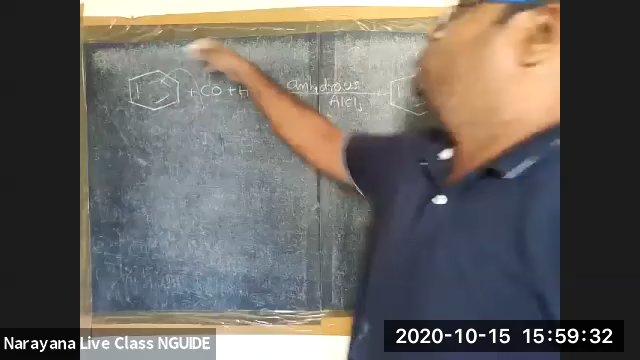 + CO + H anhydrous
AlCl₃
Narayana Live Class NGUIDE
2020-10-15 15:59:32